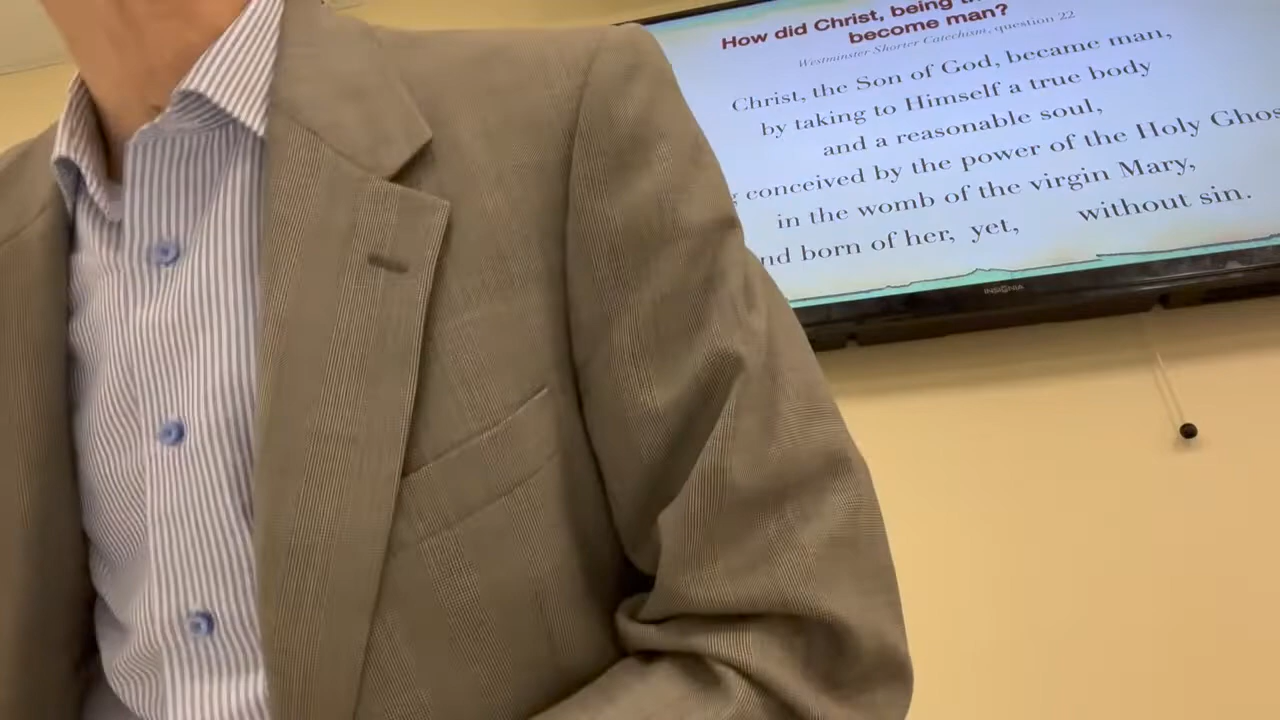 How did Christ, being
become man?
Westminster Shorter Catechism, question 22
Christ, the Son of God, became man,
by taking to Himself a true body
and a reasonable soul,
conceived by the power of the Holy Ghos
in the womb of the virgin Mary,
nd born of her, yet, without sin.
INSIGNIA